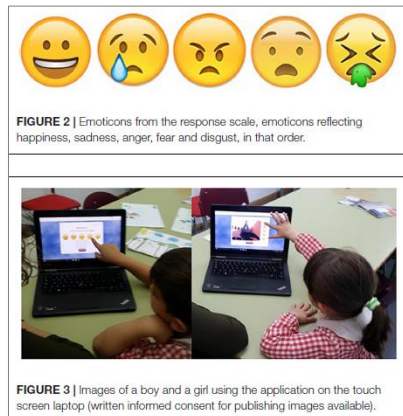 FIGURE 2 | Emoticons from the response scale, emoticons reflecting
happiness, sadness, anger, fear and disgust, in that order.
FIGURE 3 | Images of a boy and a girl using the application on the touch
screen laptop (written informed consent for publishing images available).